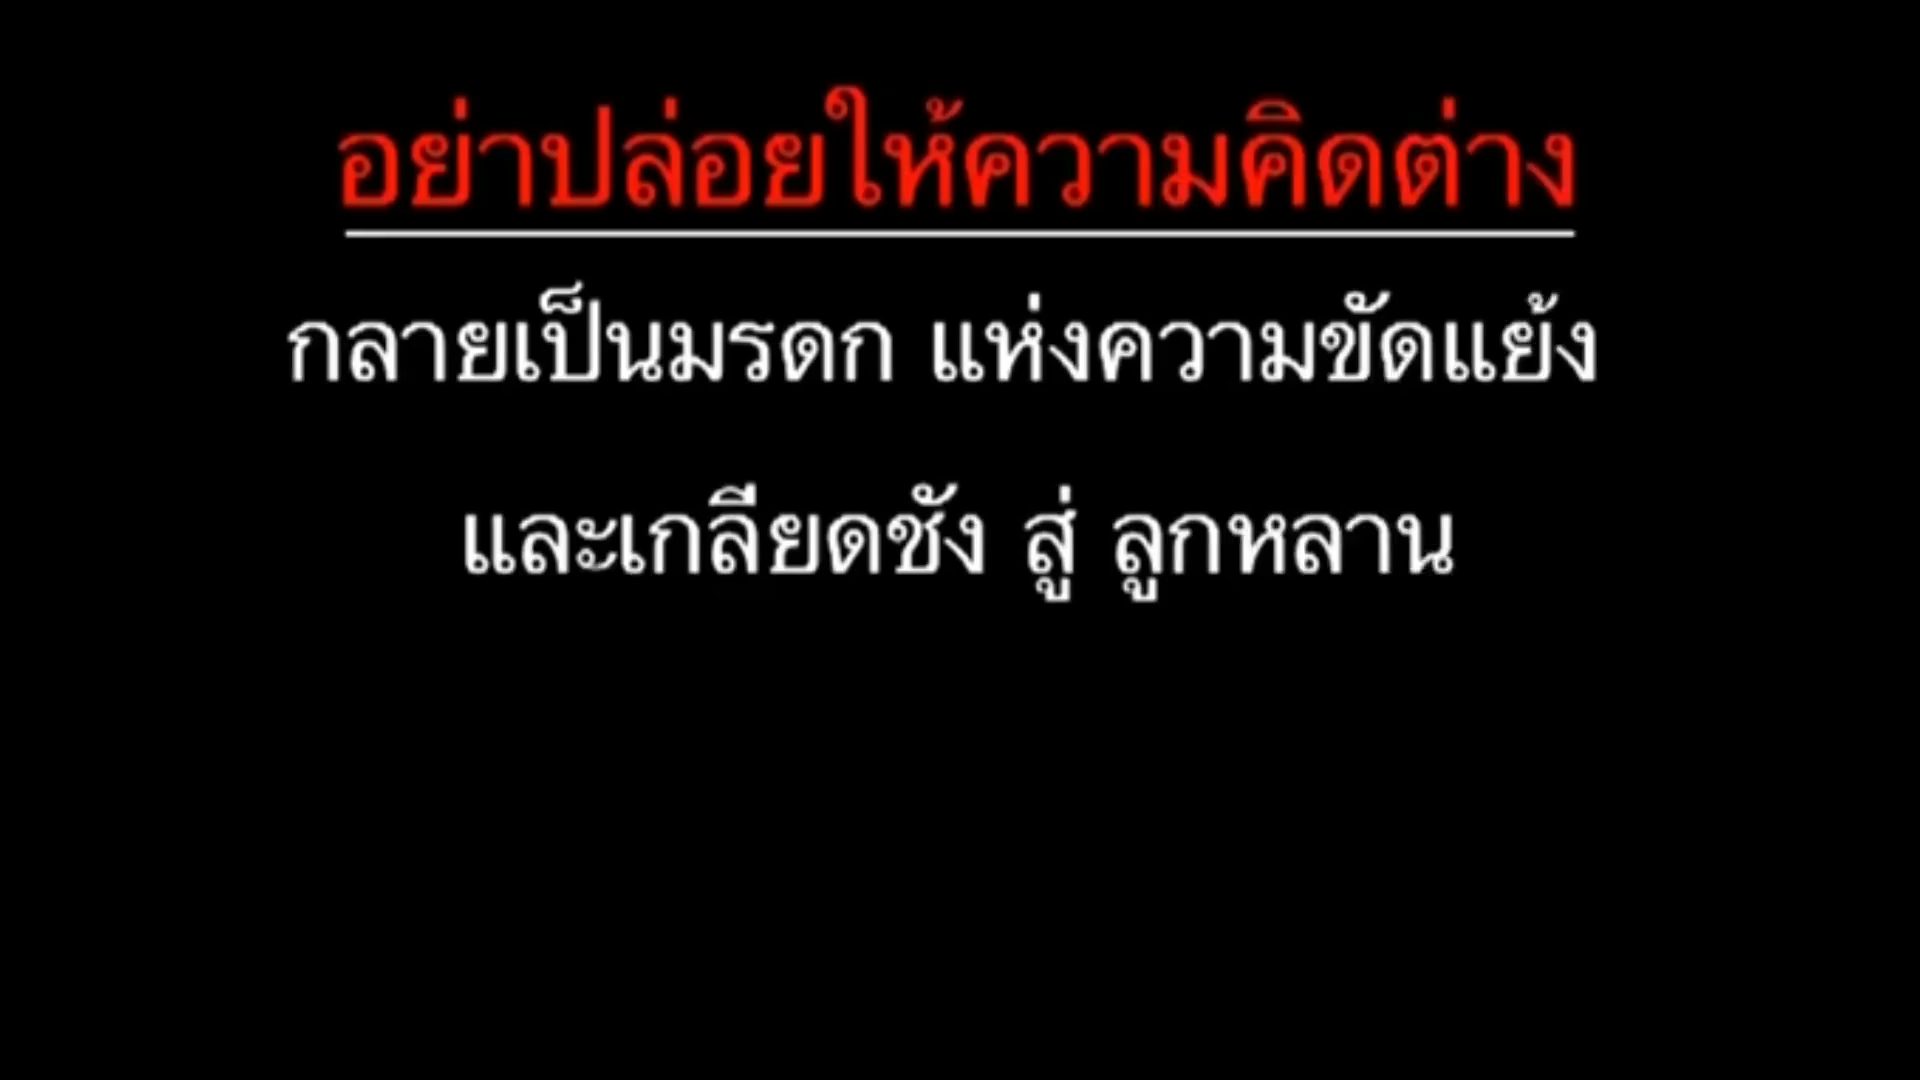 อย่าปล่อยให้ความคิดต่าง
กลายเป็นมรดก แห่งความขัดแย้ง
และเกลียดชัง สู่ ลูกหลาน